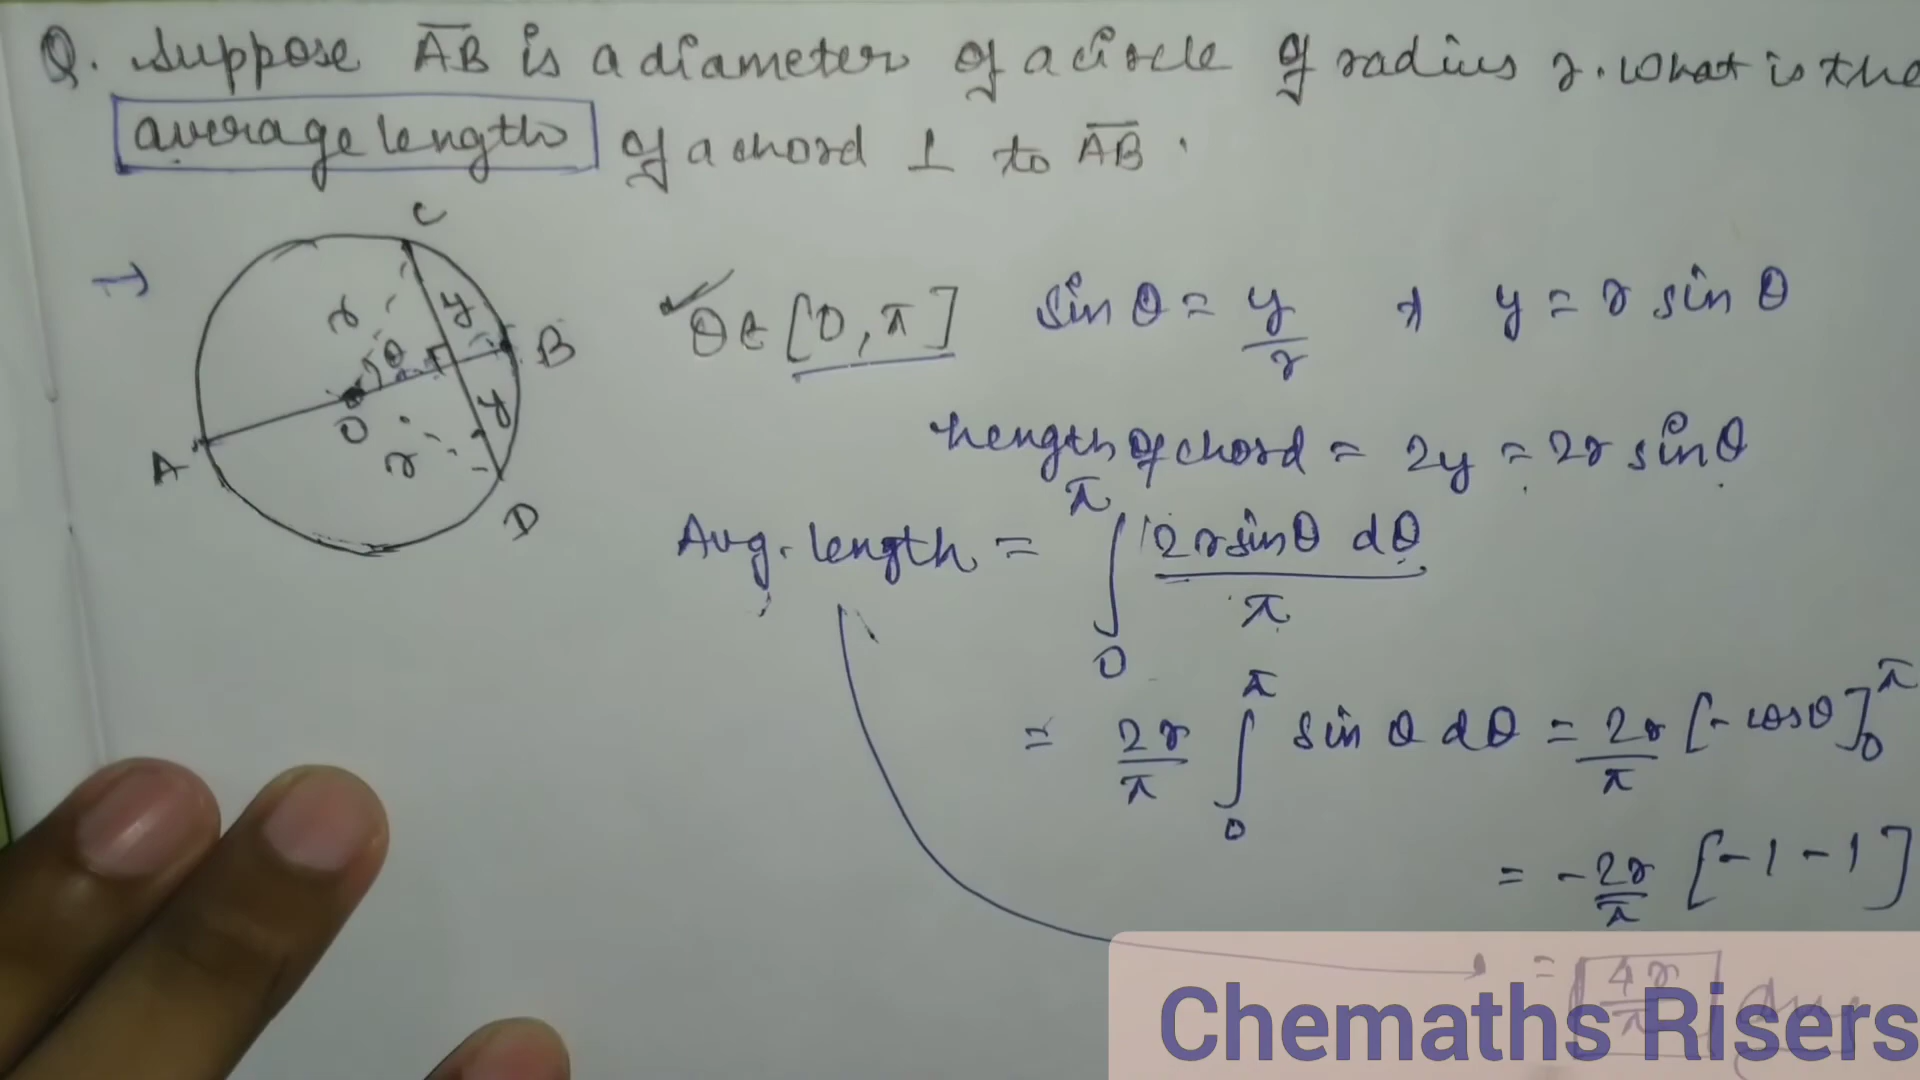 Q. Suppose A̅B̅ is a diameter of a circle of radius r. What is the
average length of a chord ⊥ to A̅B̅.
C
r y
θ B
O y
A r
D
θ ∈ [0, π] sin θ = y/r ⇒ y = r sin θ
Length of chord = 2y = 2r sin θ
Avg. length = ∫₀^π 2r sin θ dθ / π
= 2r/π ∫₀^π sin θ dθ = 2r/π [-cos θ]₀^π
= -2r/π [-1 -1]
= 4r/π Ans
Chemaths Risers